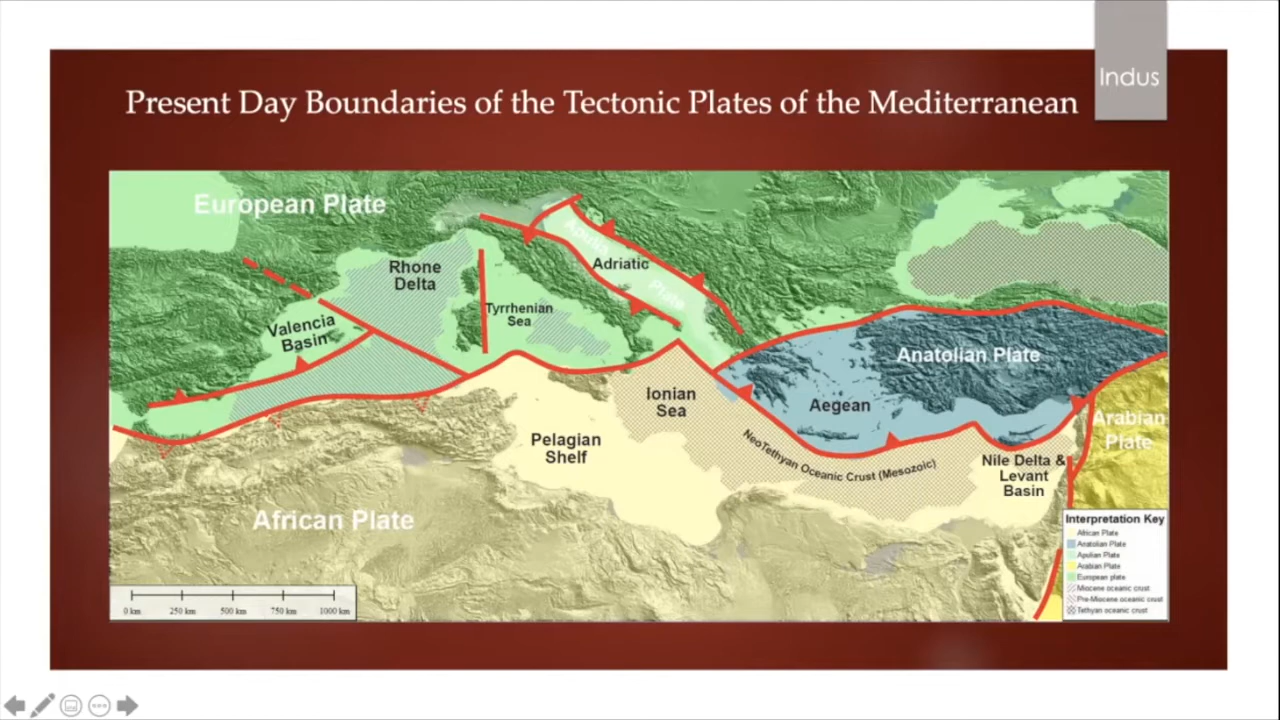 Indus
Present Day Boundaries of the Tectonic Plates of the Mediterranean
European Plate
Apulia
Adriatic
Plate
Rhone
Delta
Tyrrhenian
Sea
Valencia
Basin
Anatolian Plate
Aegean
Ionian
Sea
Arabian
Plate
Pelagian
Shelf
NeoTethyan Oceanic Crust (Mesozoic)
Nile Delta &
Levant
Basin
African Plate
Interpretation Key
African Plate
Anatolian Plate
Apulian Plate
Arabian Plate
European plate
Miocene oceanic crust
Pre-Miocene oceanic crust
Tethyan oceanic crust
0 km 250 km 500 km 750 km 1000 km